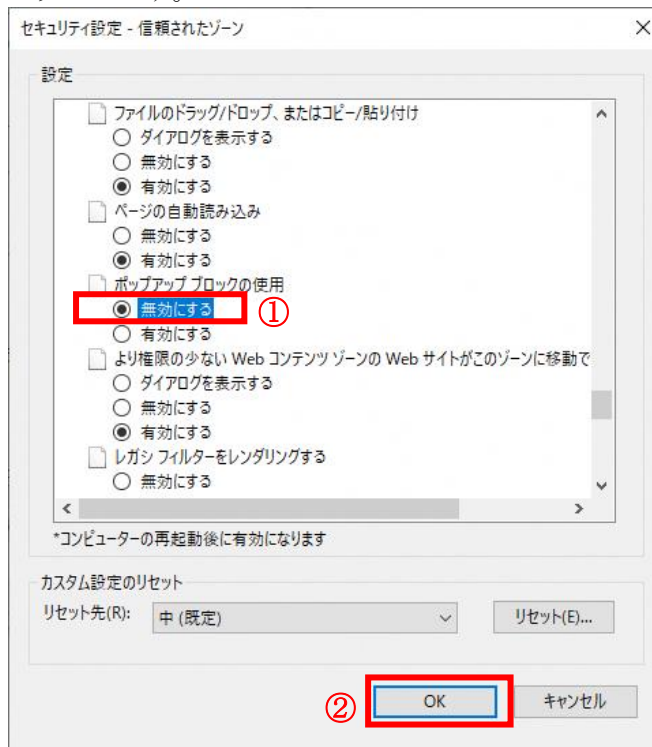 セキュリティ設定 - 信頼されたゾーン
設定
ファイルのドラッグ/ドロップ、またはコピー/貼り付け
ダイアログを表示する
無効にする
有効にする
ページの自動読み込み
無効にする
有効にする
ポップアップ ブロックの使用
無効にする ①
有効にする
より権限の少ない Web コンテンツ ゾーンの Web サイトがこのゾーンに移動で
ダイアログを表示する
無効にする
有効にする
レガシ フィルターをレンダリングする
無効にする
*コンピューターの再起動後に有効になります
カスタム設定のリセット
リセット先(R): 中 (既定) リセット(E)...
② OK キャンセル